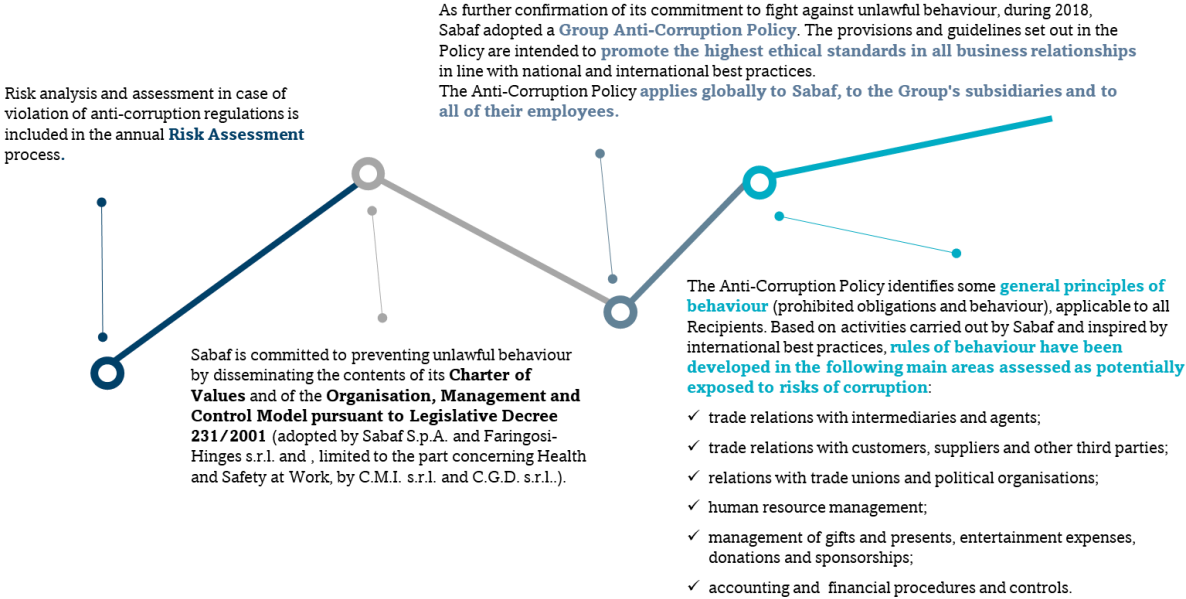 Risk analysis and assessment in case of
violation of anti-corruption regulations is
included in the annual Risk Assessment
process.
Sabaf is committed to preventing unlawful behaviour
by disseminating the contents of its Charter of
Values and of the Organisation, Management and
Control Model pursuant to Legislative Decree
231/2001 (adopted by Sabaf S.p.A. and Faringosi-
Hinges s.r.l. and , limited to the part concerning Health
and Safety at Work, by C.M.I. s.r.l. and C.G.D. s.r.l..).
As further confirmation of its commitment to fight against unlawful behaviour, during 2018,
Sabaf adopted a Group Anti-Corruption Policy. The provisions and guidelines set out in the
Policy are intended to promote the highest ethical standards in all business relationships
in line with national and international best practices.
The Anti-Corruption Policy applies globally to Sabaf, to the Group's subsidiaries and to
all of their employees.
The Anti-Corruption Policy identifies some general principles of
behaviour (prohibited obligations and behaviour), applicable to all
Recipients. Based on activities carried out by Sabaf and inspired by
international best practices, rules of behaviour have been
developed in the following main areas assessed as potentially
exposed to risks of corruption:
✓ trade relations with intermediaries and agents;
✓ trade relations with customers, suppliers and other third parties;
✓ relations with trade unions and political organisations;
✓ human resource management;
✓ management of gifts and presents, entertainment expenses,
donations and sponsorships;
✓ accounting and financial procedures and controls.